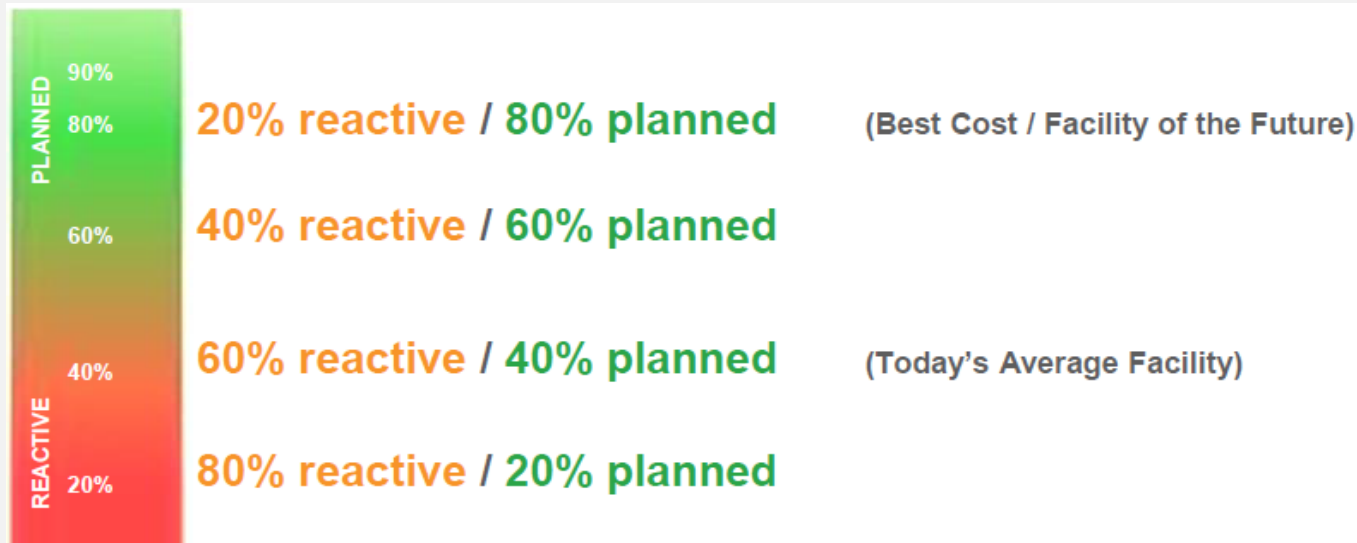 PLANNED
90%
80%
20% reactive / 80% planned (Best Cost / Facility of the Future)
60%
40% reactive / 60% planned
40%
60% reactive / 40% planned (Today's Average Facility)
REACTIVE
20%
80% reactive / 20% planned